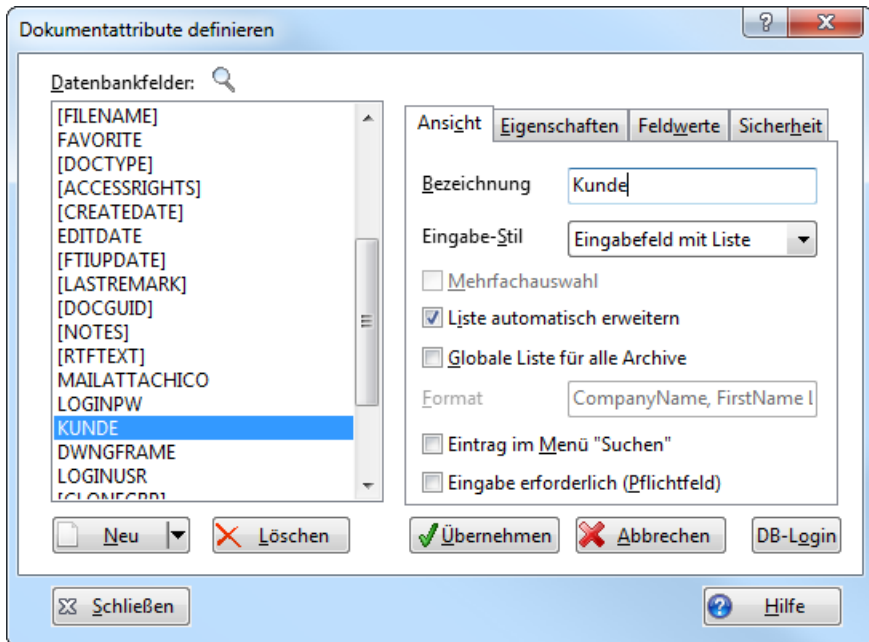 Dokumentattribute definieren
Datenbankfelder:
[FILENAME]
FAVORITE
[DOCTYPE]
[ACCESSRIGHTS]
[CREATEDATE]
EDITDATE
[FTIUPDATE]
[LASTREMARK]
[DOCGUID]
[NOTES]
[RTFTEXT]
MAILATTACHICO
LOGINPW
KUNDE
DWNGFRAME
LOGINUSR
Neu
Löschen
Ansicht Eigenschaften Feldwerte Sicherheit
Bezeichnung Kunde
Eingabe-Stil Eingabefeld mit Liste
Mehrfachauswahl
Liste automatisch erweitern
Globale Liste für alle Archive
Format CompanyName, FirstName L
Eintrag im Menü "Suchen"
Eingabe erforderlich (Pflichtfeld)
Übernehmen Abbrechen DB-Login
Schließen Hilfe